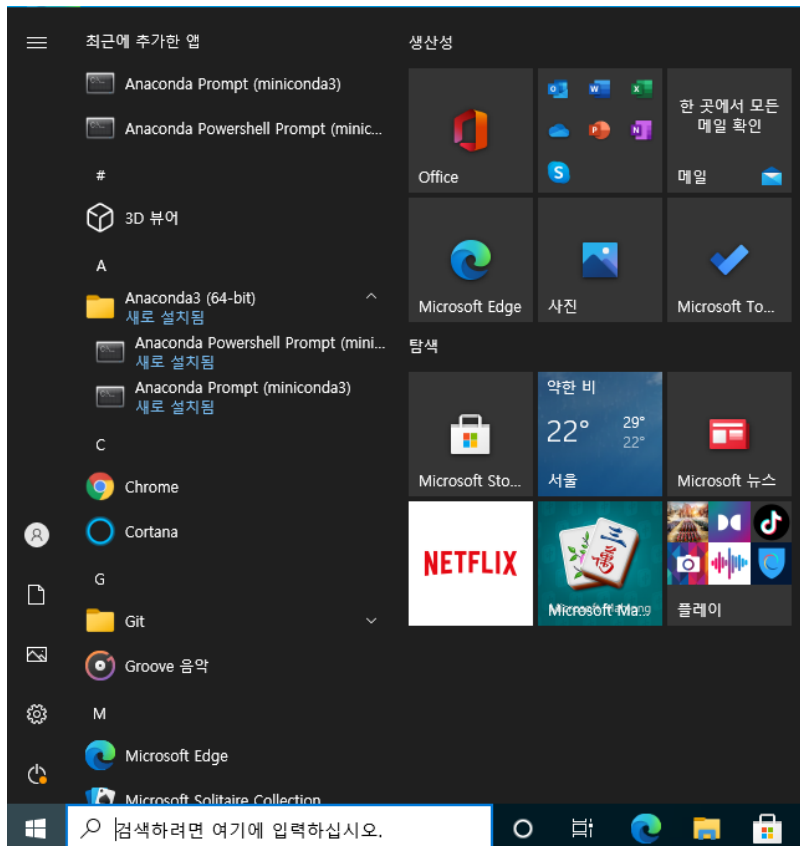 최근에 추가한 앱
Anaconda Prompt (miniconda3)
Anaconda Powershell Prompt (minic...
#
3D 뷰어
A
Anaconda3 (64-bit)
새로 설치됨
Anaconda Powershell Prompt (mini...
새로 설치됨
Anaconda Prompt (miniconda3)
새로 설치됨
C
Chrome
Cortana
G
Git
Groove 음악
M
Microsoft Edge
Microsoft Solitaire Collection
생산성
Office
한 곳에서 모든
메일 확인
메일
Microsoft Edge
사진
Microsoft To...
탐색
Microsoft Sto...
약한 비
22°
29°
22°
서울
Microsoft 뉴스
NETFLIX
Microsoft Ma...
플레이
검색하려면 여기에 입력하십시오.